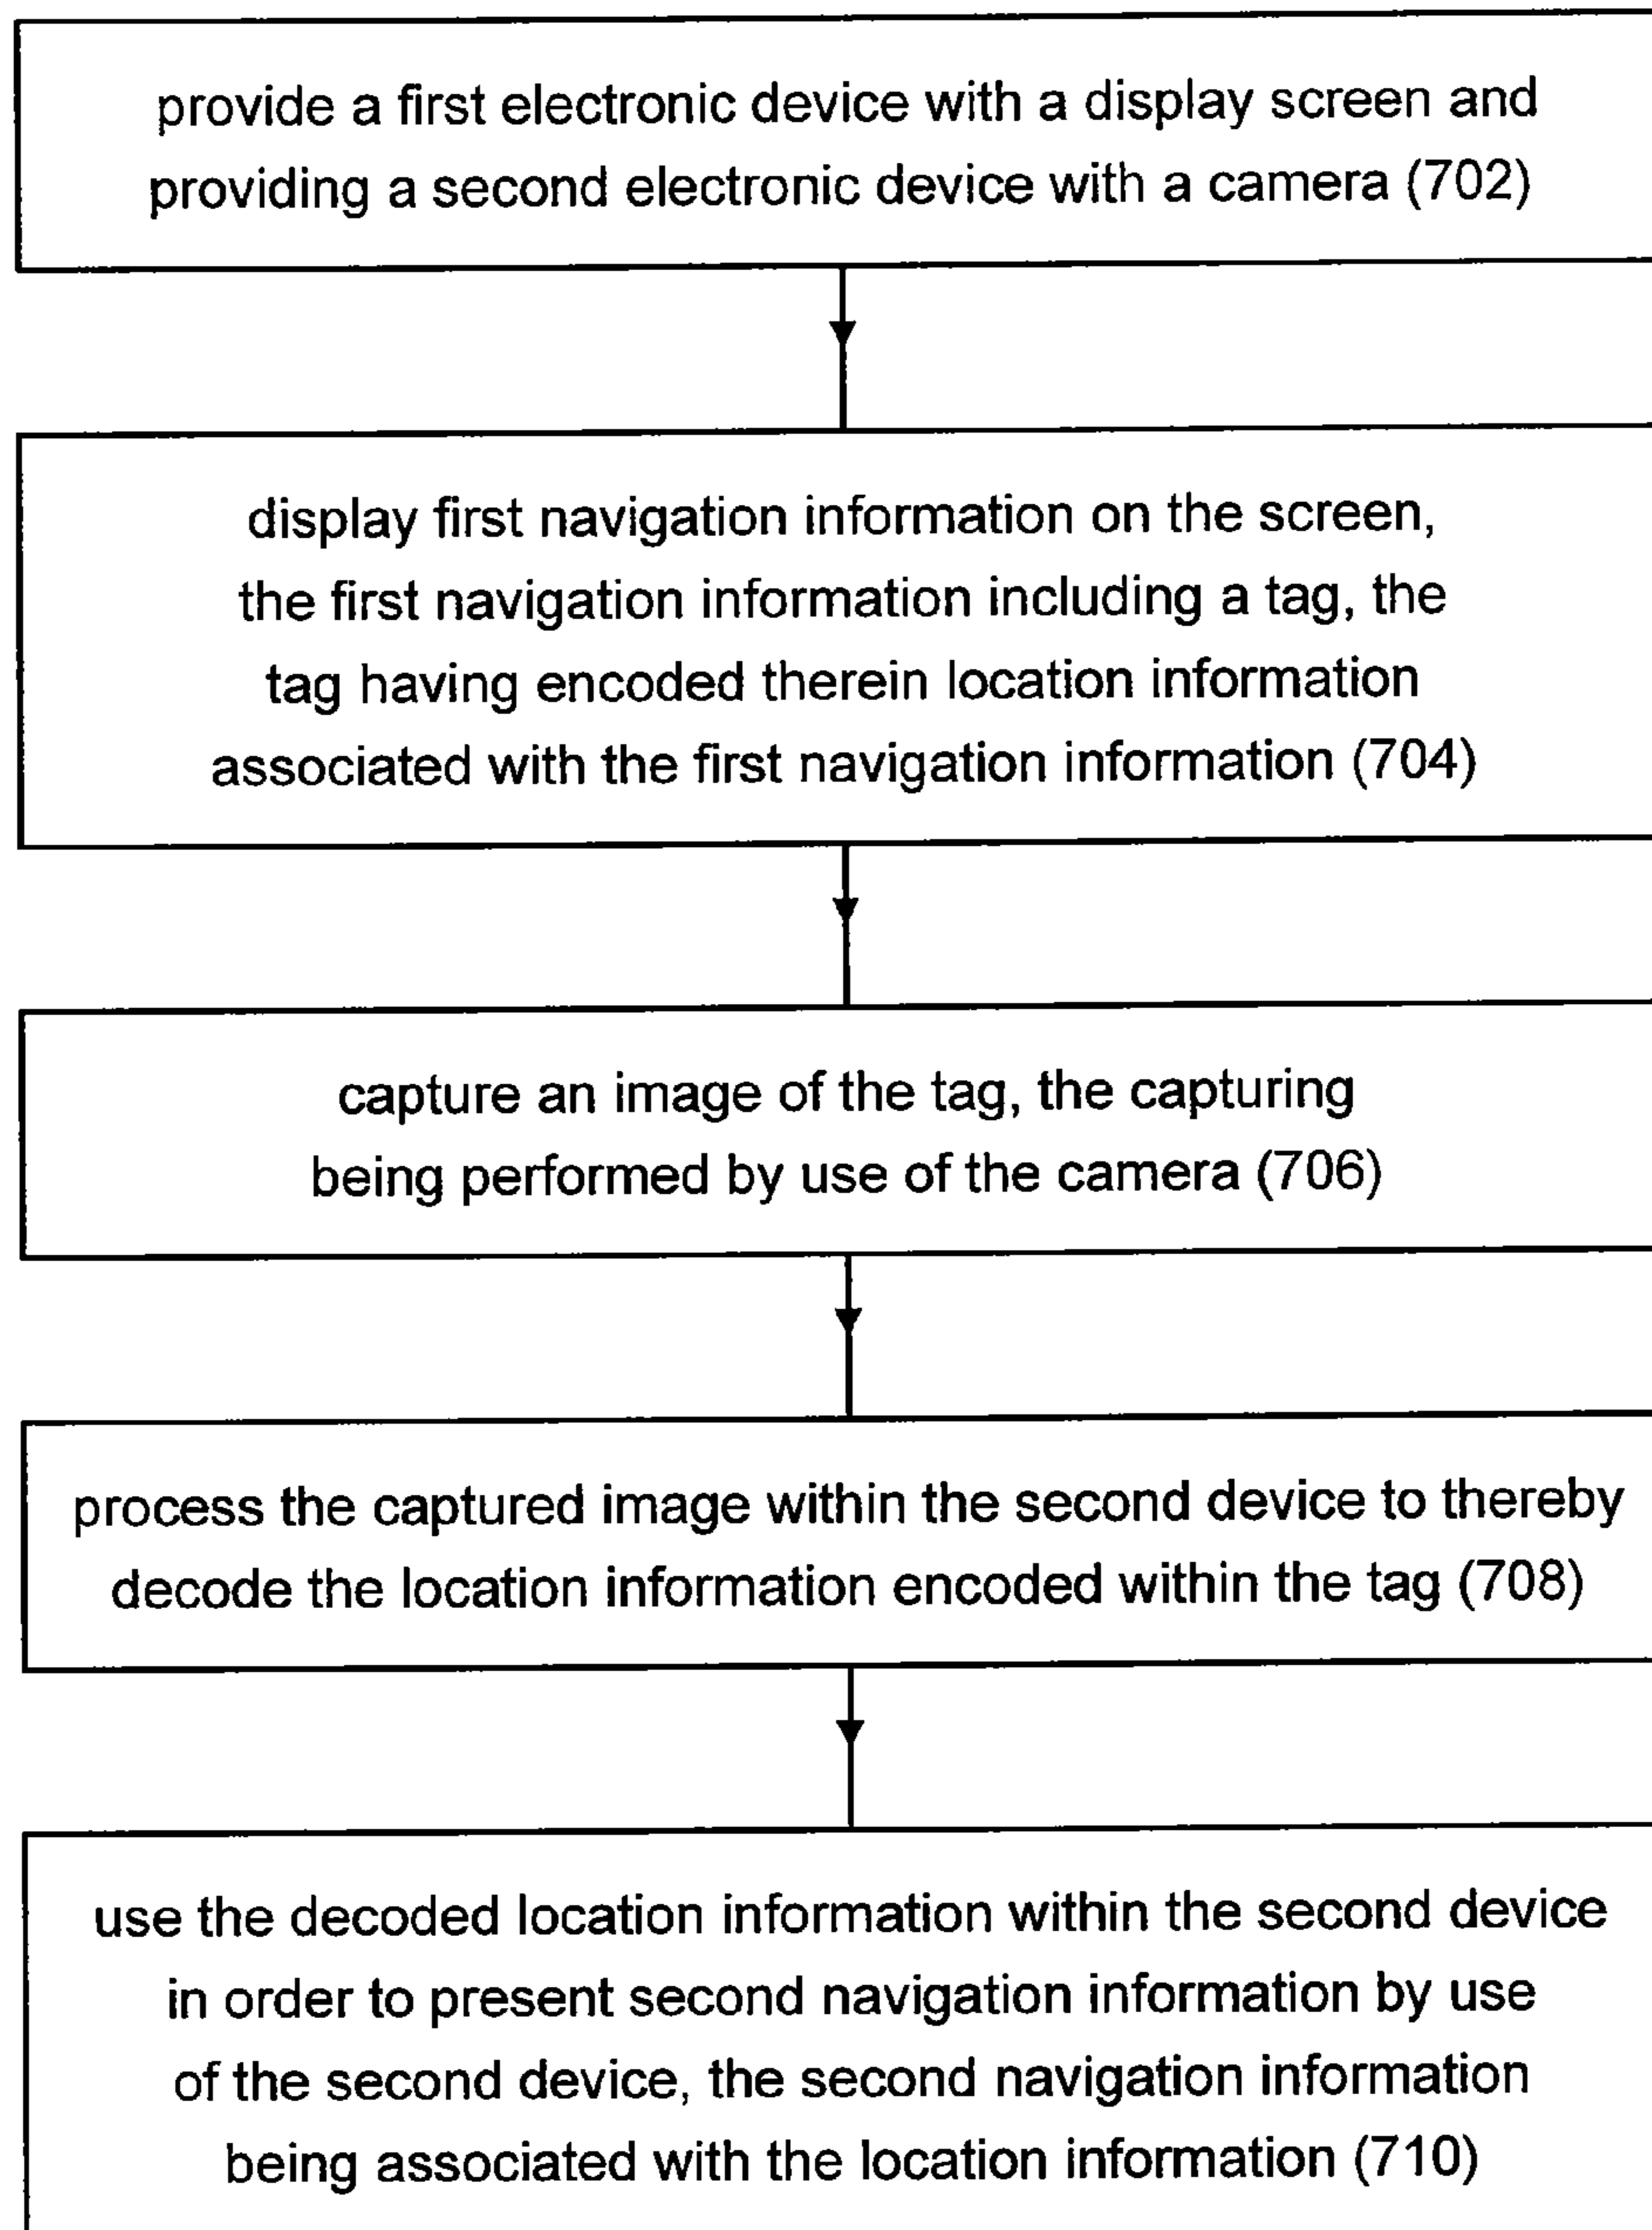 provide a first electronic device with a display screen and
providing a second electronic device with a camera (702)
display first navigation information on the screen,
the first navigation information including a tag, the
tag having encoded therein location information
associated with the first navigation information (704)
capture an image of the tag, the capturing
being performed by use of the camera (706)
process the captured image within the second device to thereby
decode the location information encoded within the tag (708)
use the decoded location information within the second device
in order to present second navigation information by use
of the second device, the second navigation information
being associated with the location information (710)